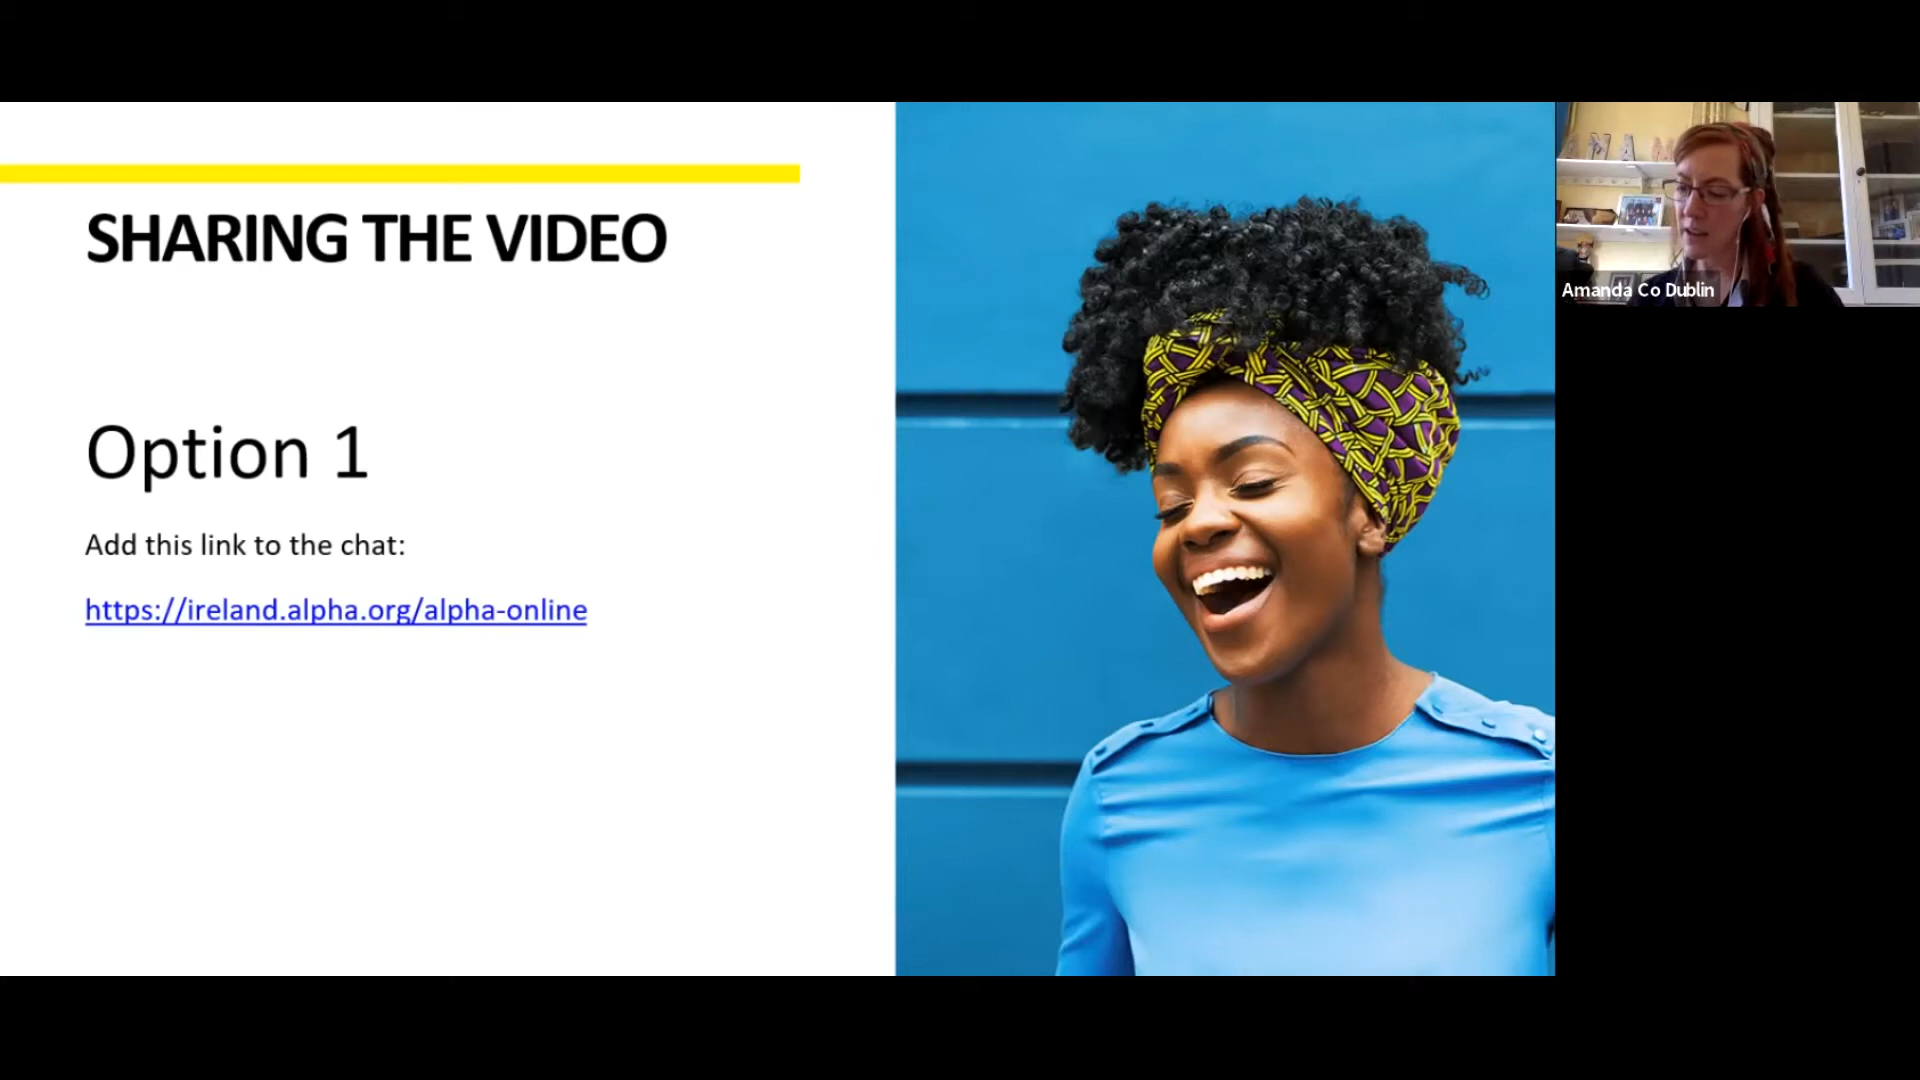 SHARING THE VIDEO
Option 1
Add this link to the chat:
https://ireland.alpha.org/alpha-online
Amanda Co Dublin